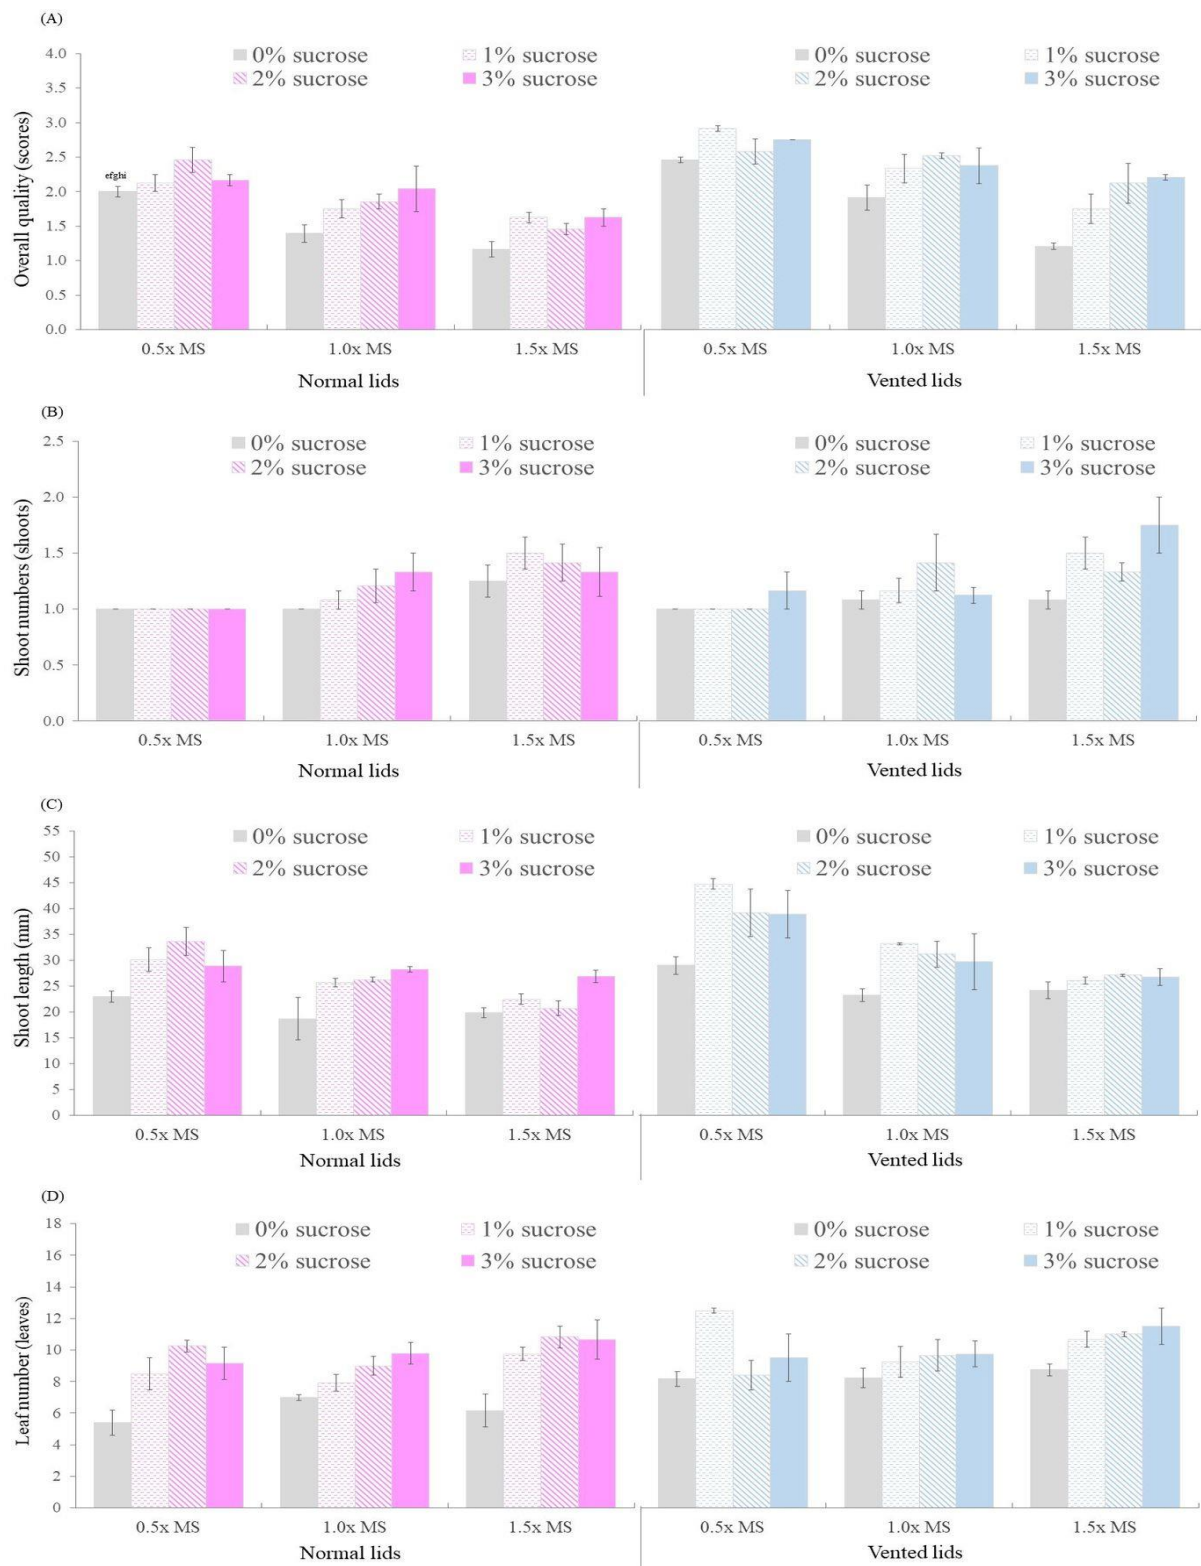 (A)
0% sucrose 1% sucrose 0% sucrose 1% sucrose
2% sucrose 3% sucrose 2% sucrose 3% sucrose
Overall quality (scores)
4.0
3.5
3.0
2.5
2.0
1.5
1.0
0.5
0.0
efghi
0.5x MS 1.0x MS 1.5x MS 0.5x MS 1.0x MS 1.5x MS
Normal lids Vented lids
(B)
0% sucrose 1% sucrose 0% sucrose 1% sucrose
2% sucrose 3% sucrose 2% sucrose 3% sucrose
Shoot numbers (shoots)
2.5
2.0
1.5
1.0
0.5
0.0
0.5x MS 1.0x MS 1.5x MS 0.5x MS 1.0x MS 1.5x MS
Normal lids Vented lids
(C)
0% sucrose 1% sucrose 0% sucrose 1% sucrose
2% sucrose 3% sucrose 2% sucrose 3% sucrose
Shoot length (mm)
55
50
45
40
35
30
25
20
15
10
5
0
0.5x MS 1.0x MS 1.5x MS 0.5x MS 1.0x MS 1.5x MS
Normal lids Vented lids
(D)
0% sucrose 1% sucrose 0% sucrose 1% sucrose
2% sucrose 3% sucrose 2% sucrose 3% sucrose
Leaf number (leaves)
18
16
14
12
10
8
6
4
2
0
0.5x MS 1.0x MS 1.5x MS 0.5x MS 1.0x MS 1.5x MS
Normal lids Vented lids